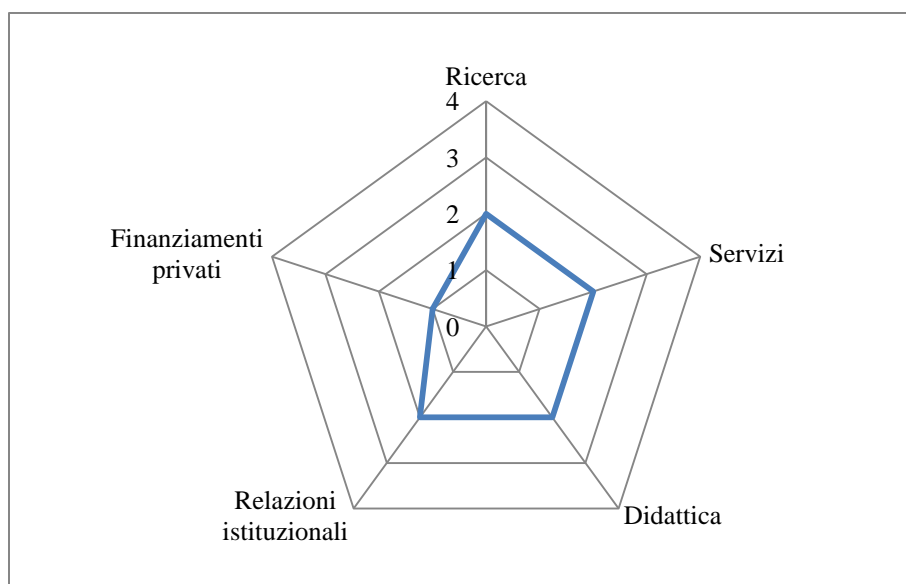 Ricerca
4
3
2
1
0
Servizi
Didattica
Relazioni
istituzionali
Finanziamenti
privati